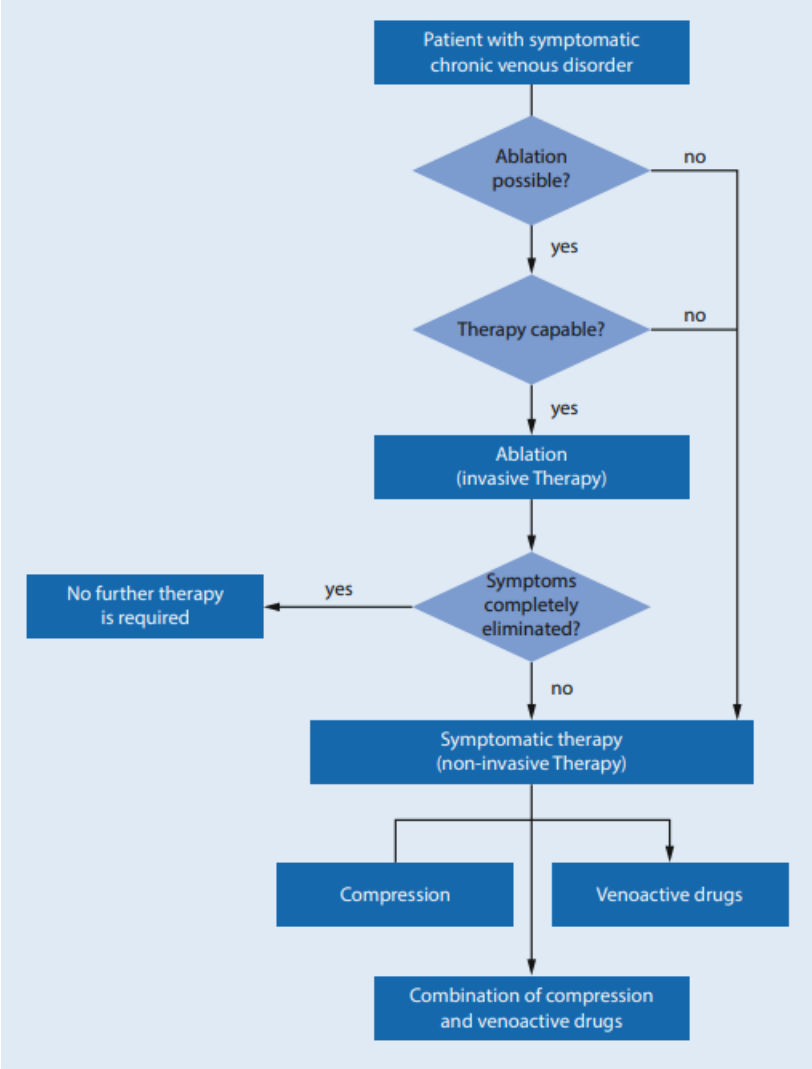 Patient with symptomatic
chronic venous disorder
Ablation
possible?
no
yes
Therapy capable?
no
yes
Ablation
(invasive Therapy)
Symptoms
completely
eliminated?
yes
No further therapy
is required
no
Symptomatic therapy
(non-invasive Therapy)
Compression
Venoactive drugs
Combination of compression
and venoactive drugs